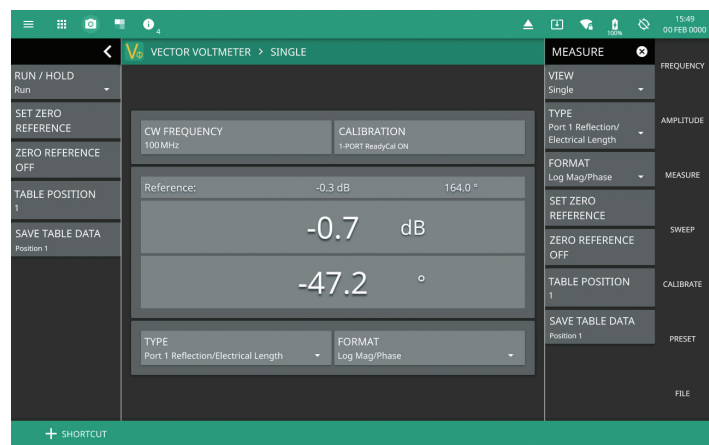 4
100%
15:49
00 FEB 0000
RUN / HOLD
Run
SET ZERO
REFERENCE
ZERO REFERENCE
OFF
TABLE POSITION
1
SAVE TABLE DATA
Position 1
VΦ VECTOR VOLTMETER > SINGLE
CW FREQUENCY
100 MHz
CALIBRATION
1-PORT ReadyCal ON
Reference: -0.3 dB 164.0 °
-0.7 dB
-47.2 °
TYPE
Port 1 Reflection/Electrical Length
FORMAT
Log Mag/Phase
MEASURE
VIEW
Single
TYPE
Port 1 Reflection/
Electrical Length
FORMAT
Log Mag/Phase
SET ZERO
REFERENCE
ZERO REFERENCE
OFF
TABLE POSITION
1
SAVE TABLE DATA
Position 1
FREQUENCY
AMPLITUDE
MEASURE
SWEEP
CALIBRATE
PRESET
FILE
+ SHORTCUT